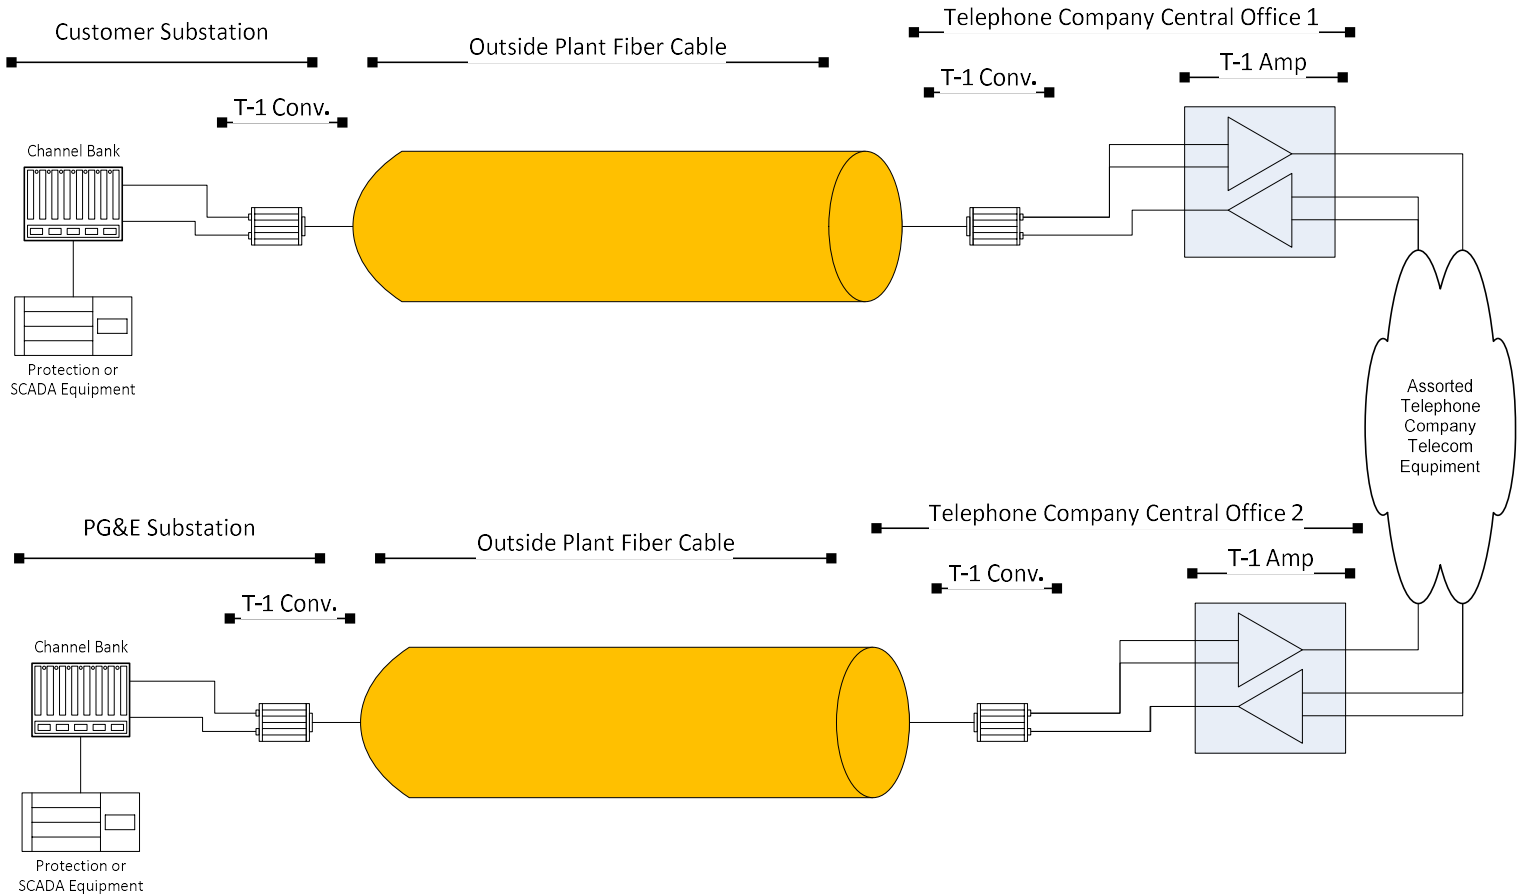 Telephone Company Central Office 1
Customer Substation
Outside Plant Fiber Cable
T-1 Amp
T-1 Conv.
T-1 Conv.
Channel Bank
Protection or
SCADA Equipment
Assorted
Telephone
Company
Telecom
Equpiment
Telephone Company Central Office 2
PG&E Substation
Outside Plant Fiber Cable
T-1 Amp
T-1 Conv.
T-1 Conv.
Channel Bank
Protection or
SCADA Equipment